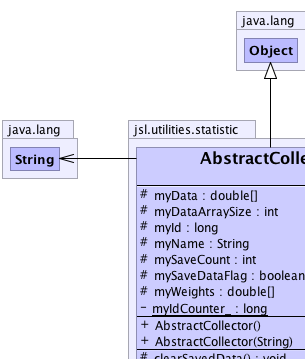 java.lang
Object
java.lang
String
jsl.utilities.statistic
AbstractColle
# myData : double[]
# myDataArraySize : int
# myId : long
# myName : String
# mySaveCount : int
# mySaveDataFlag : boolean
# myWeights : double[]
- myIdCounter_ : long
+ AbstractCollector()
+ AbstractCollector(String)
# clearSavedData() : void